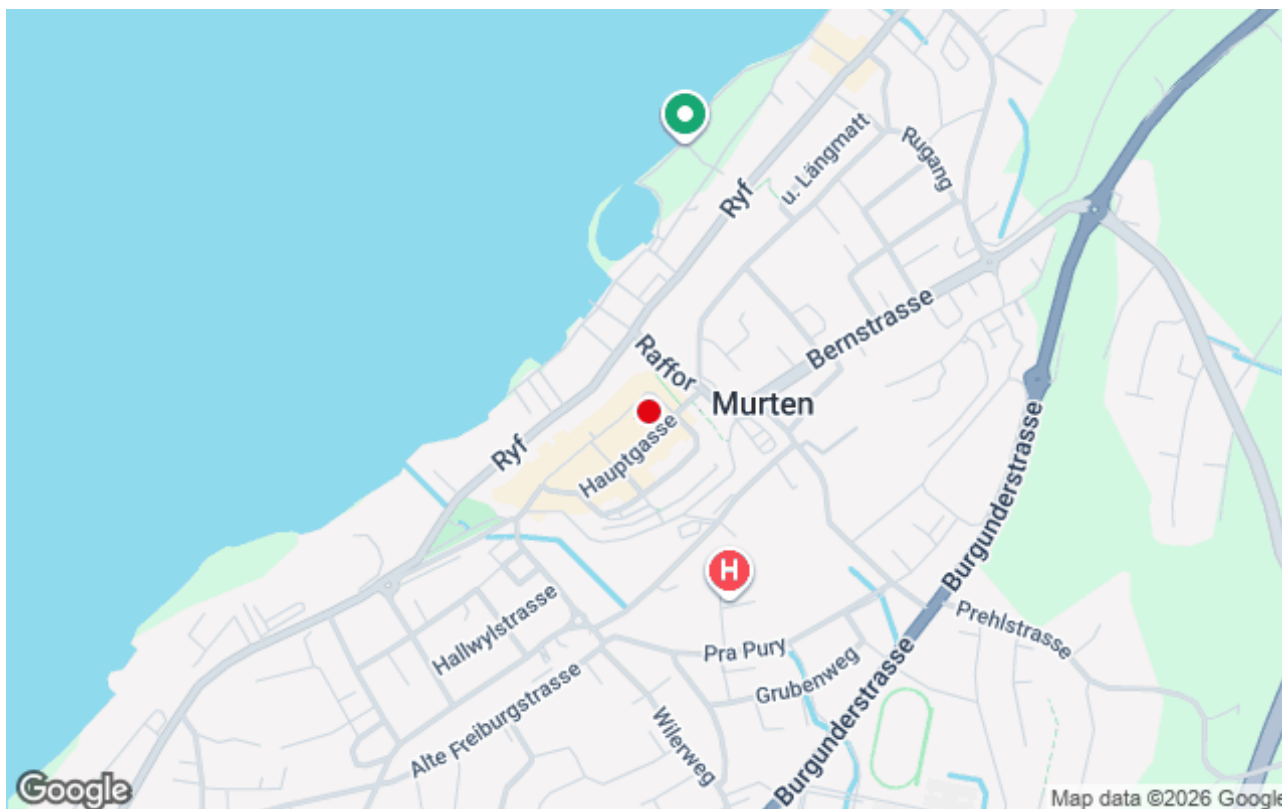 u. Längmatt
Rugang
Ryf
Bernstrasse
Raffor
Murten
Hauptgasse
Ryf
Burgunderstrasse
H
Hallwylstrasse
Prehlstrasse
Pra Pury
Grubenweg
Alte Freiburgstrasse
Wilerweg
Burgunderstrasse
Google
Map data ©2026 Google